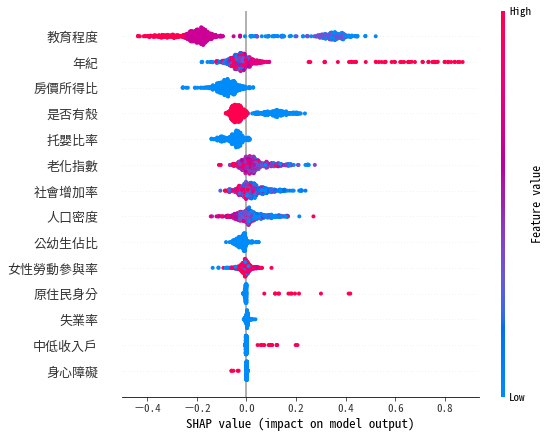 High
教育程度
年紀
房價所得比
是否有殼
托嬰比率
老化指數
社會增加率
人口密度
公幼生佔比
女性勞動參與率
原住民身分
失業率
中低收入戶
身心障礙
Low
Feature value
−0.4 −0.2 0.0 0.2 0.4 0.6 0.8
SHAP value (impact on model output)